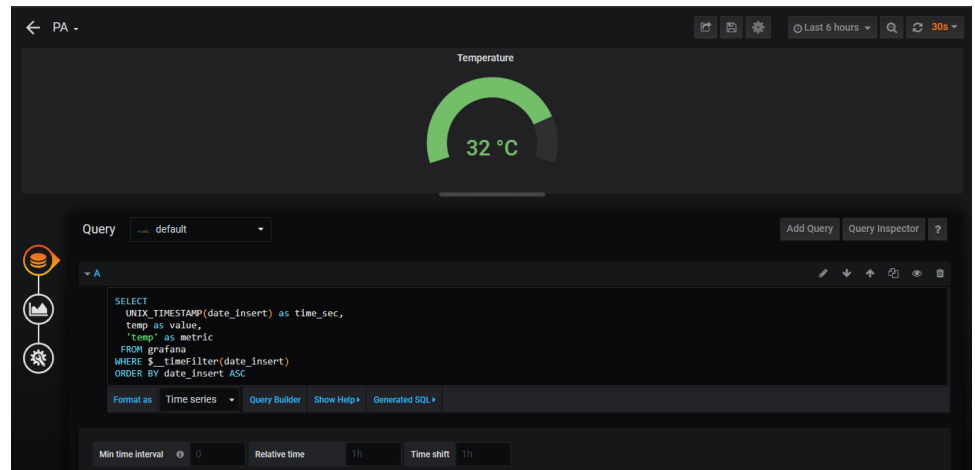 PA
Last 6 hours
30s
Temperature
32 °C
Query default
Add Query Query Inspector ?
A
SELECT
UNIX_TIMESTAMP(date_insert) as time_sec,
temp as value,
'temp' as metric
FROM grafana
WHERE $__timeFilter(date_insert)
ORDER BY date_insert ASC
Format as Time series Query Builder Show Help Generated SQL
Min time interval 0 Relative time 1h Time shift 1h